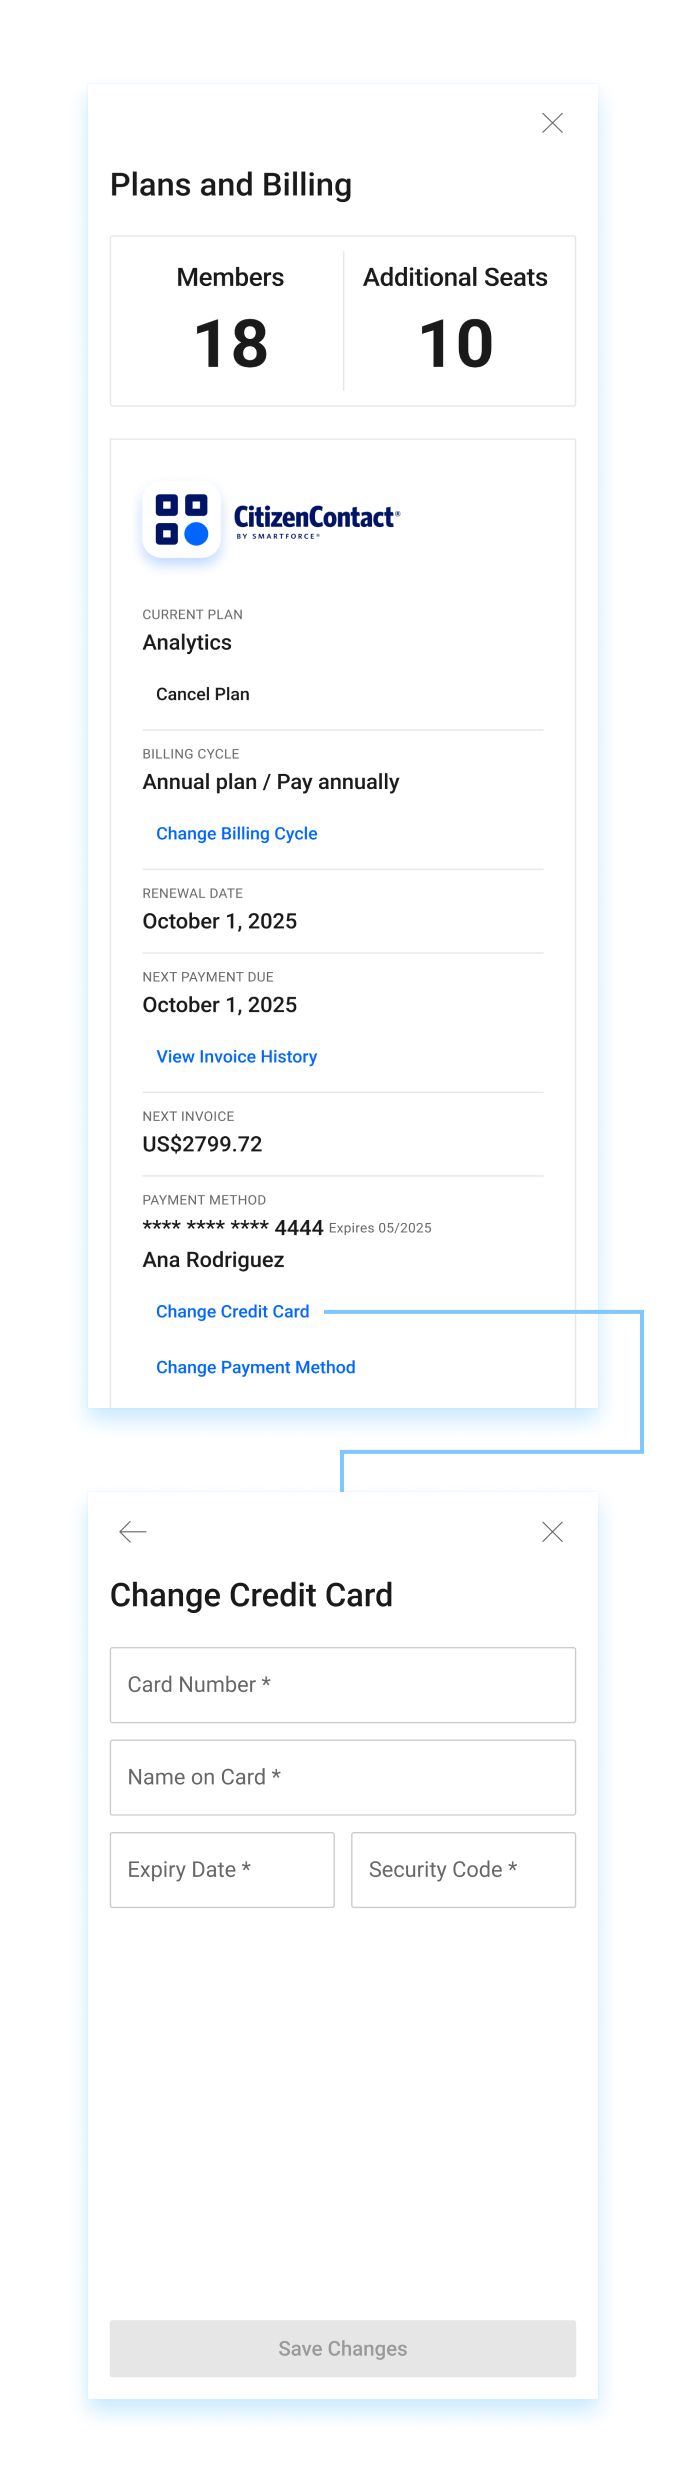 Plans and Billing
Members
Additional Seats
18
10
CitizenContact®
BY SMARTFORCE®
CURRENT PLAN
Analytics
Cancel Plan
BILLING CYCLE
Annual plan / Pay annually
Change Billing Cycle
RENEWAL DATE
October 1, 2025
NEXT PAYMENT DUE
October 1, 2025
View Invoice History
NEXT INVOICE
US$2799.72
PAYMENT METHOD
**** **** **** 4444 Expires 05/2025
Ana Rodriguez
Change Credit Card
Change Payment Method
Change Credit Card
Card Number *
Name on Card *
Expiry Date *
Security Code *
Save Changes